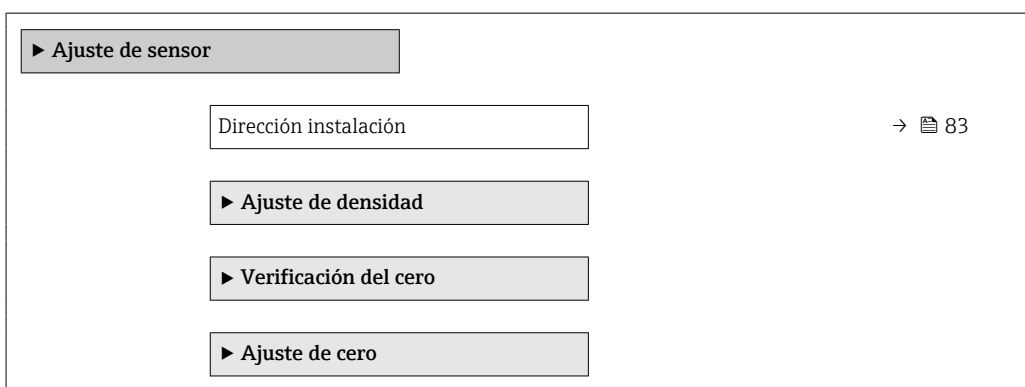 ▶ Ajuste de sensor
Dirección instalación → 83
▶ Ajuste de densidad
▶ Verificación del cero
▶ Ajuste de cero